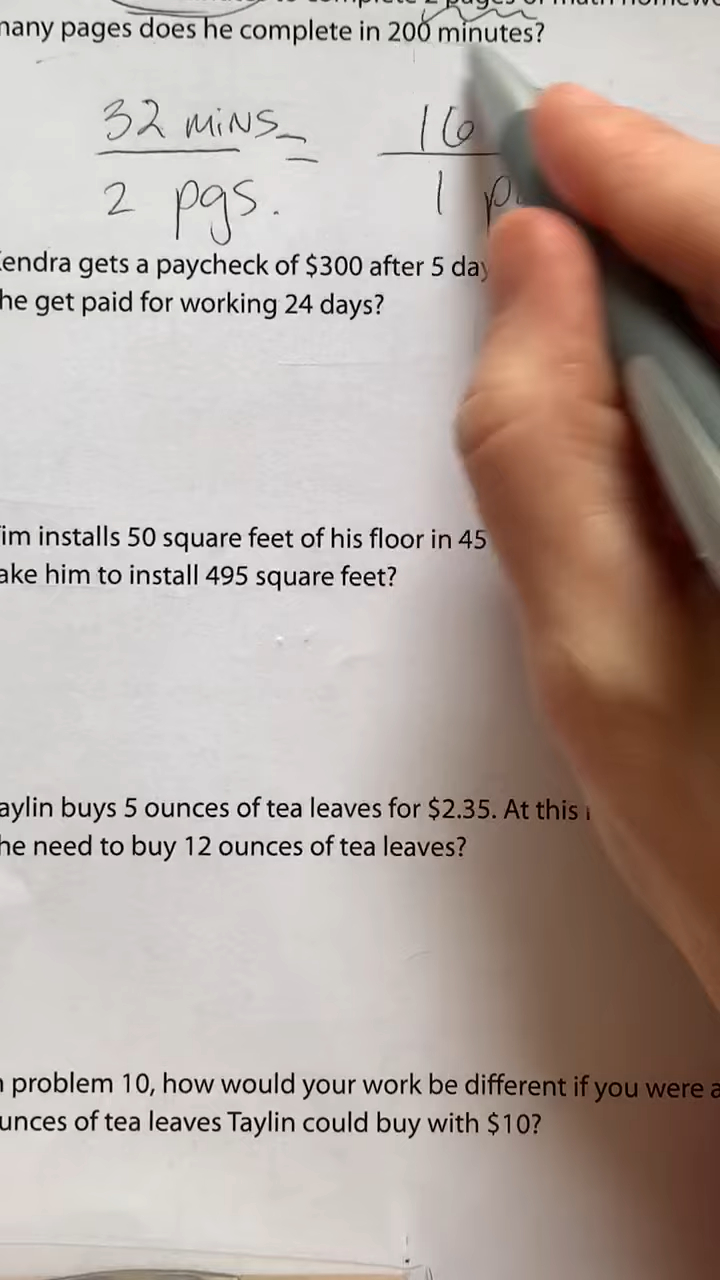 2 pages of math
many pages does he complete in 200 minutes?
32 mins = 16
2 pgs. 1
endra gets a paycheck of $300 after 5
he get paid for working 24 days?
im installs 50 square feet of his floor in 45
ake him to install 495 square feet?
aylin buys 5 ounces of tea leaves for $2.35. At this
he need to buy 12 ounces of tea leaves?
problem 10, how would your work be different if you were
unces of tea leaves Taylin could buy with $10?